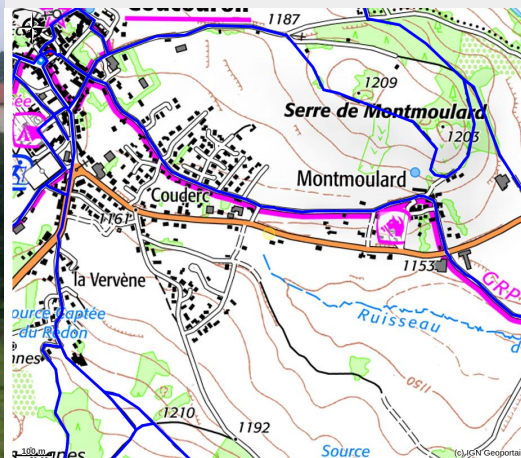 1187
1209
Serre de Montmoulard
1203
Montmoulard
Couderc
1161
1153
GRP
la Vervène
Ruisseau
Source Captée
du Redon
1150
1210
1192
100 m
Source
(c) IGN Geoportail